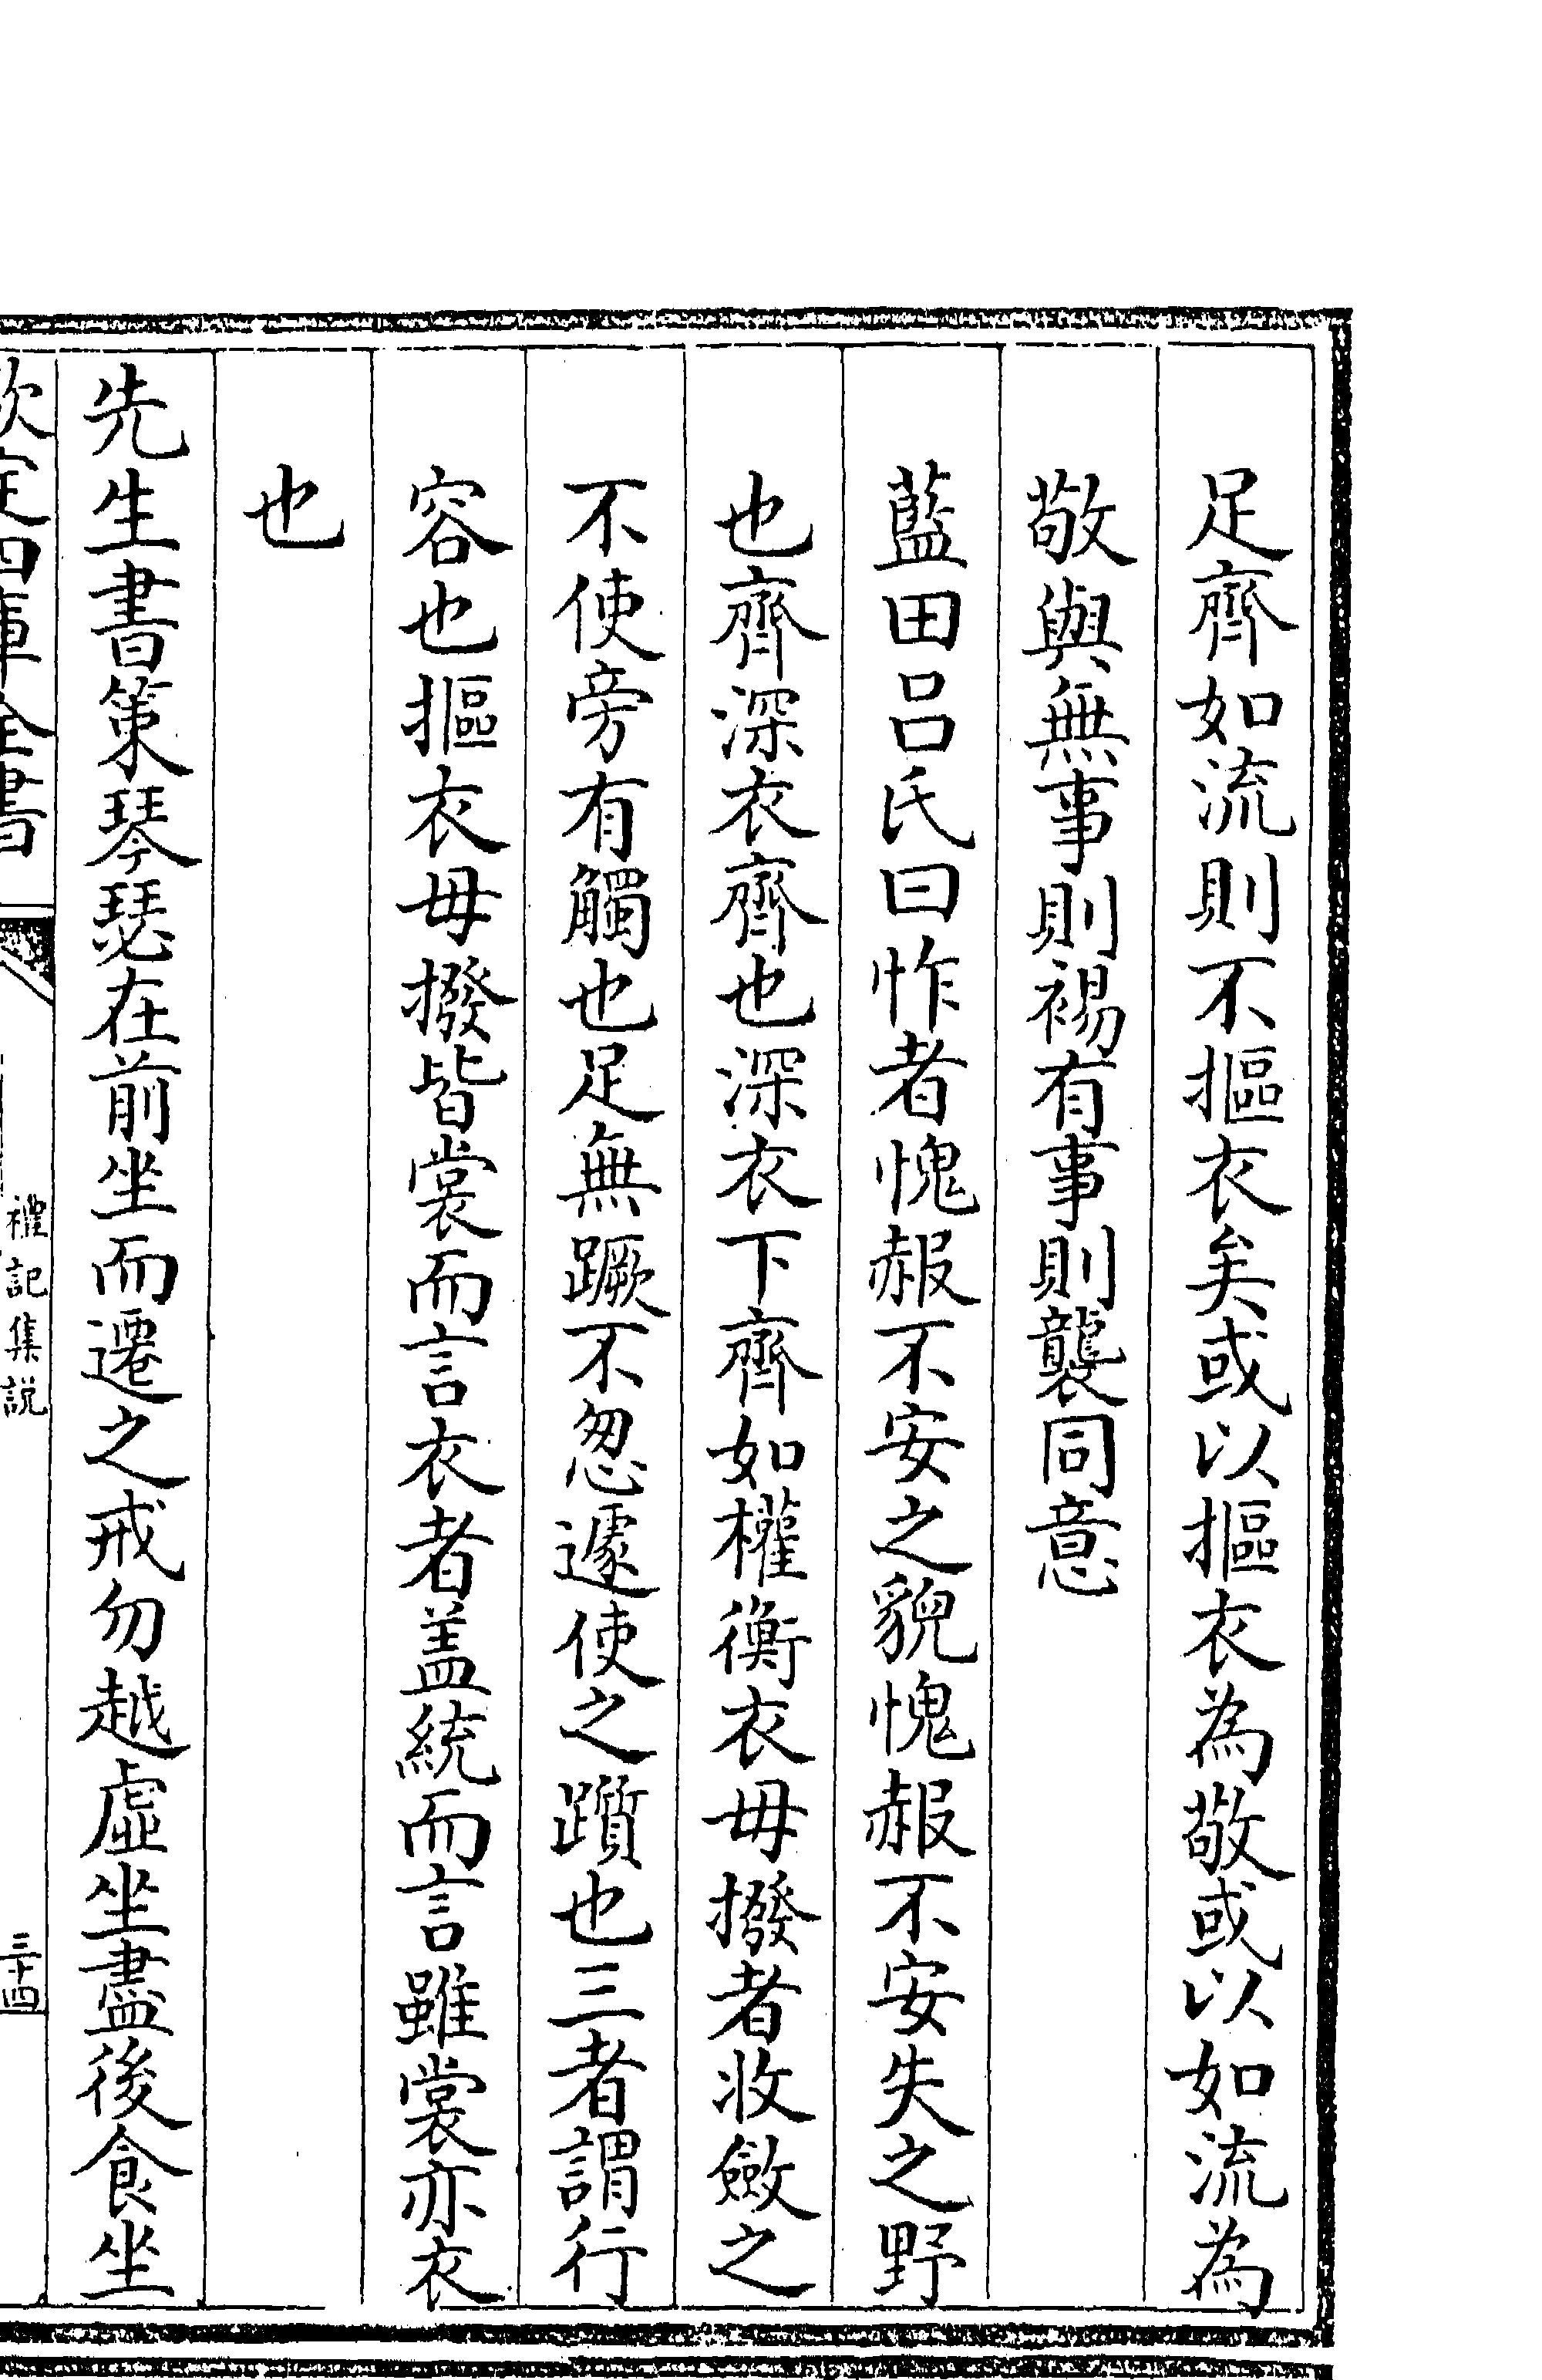 足齊如流則不摳衣矣或以摳衣為敬或以如流為
敬與無事則裼有事則襲同意
藍田吕氏曰怍者愧赧不安之貌愧赧不安失之野
也齊深衣齊也深衣下齊如權衡衣毋撥者收斂之
不使旁有觸也足無蹶不怱遽使之躓也三者謂行
容也摳衣毋撥皆裳而言衣者盖統而言雖裳亦衣
也
先生書策琴瑟在前坐而遷之戒勿越虛坐盡後食坐
欽定四庫全書
禮記集説
三十四